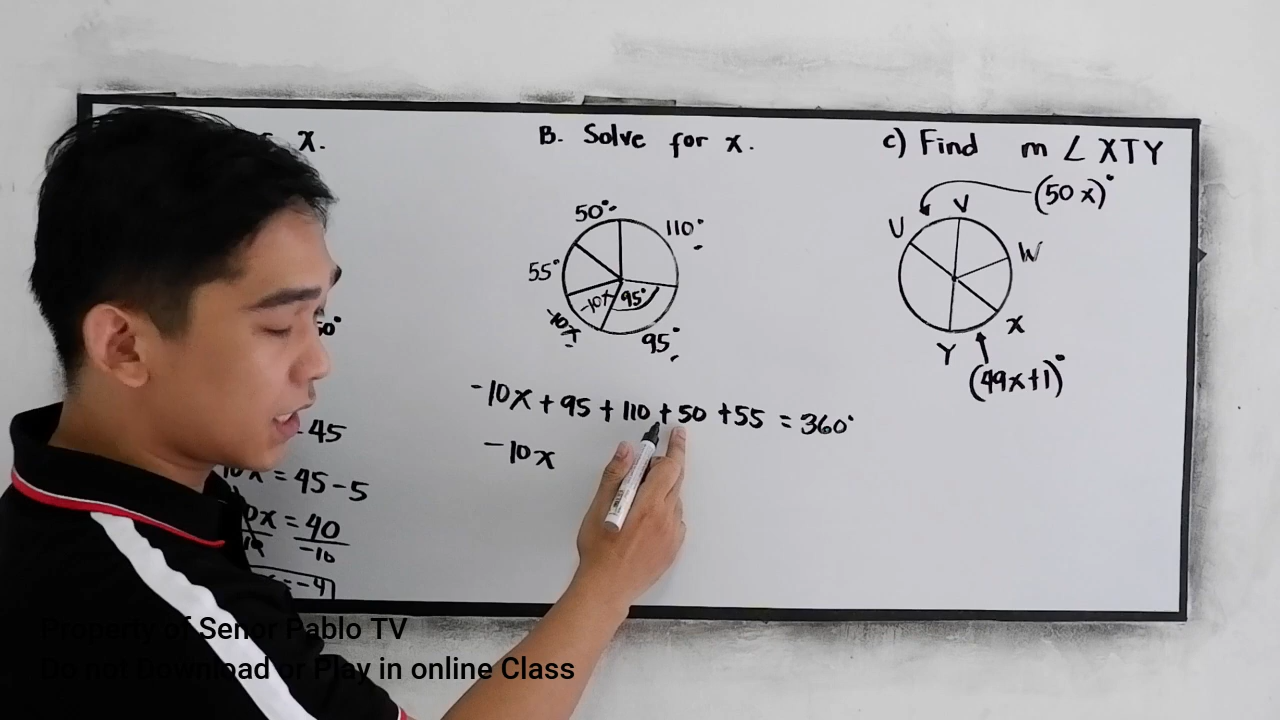 x.
50°
45
10x = 45 - 5
0x = 40
-10
= -4
B. Solve for x.
50°
110°
55°
-10x
95°
-10x
95°
-10x + 95 + 110 + 50 + 55 = 360°
-10x
c) Find m ∠ XTY
(50x)°
V
U
W
X
Y
(49x+1)°
Property of Senor Pablo TV
Do not Download or Play in online Class